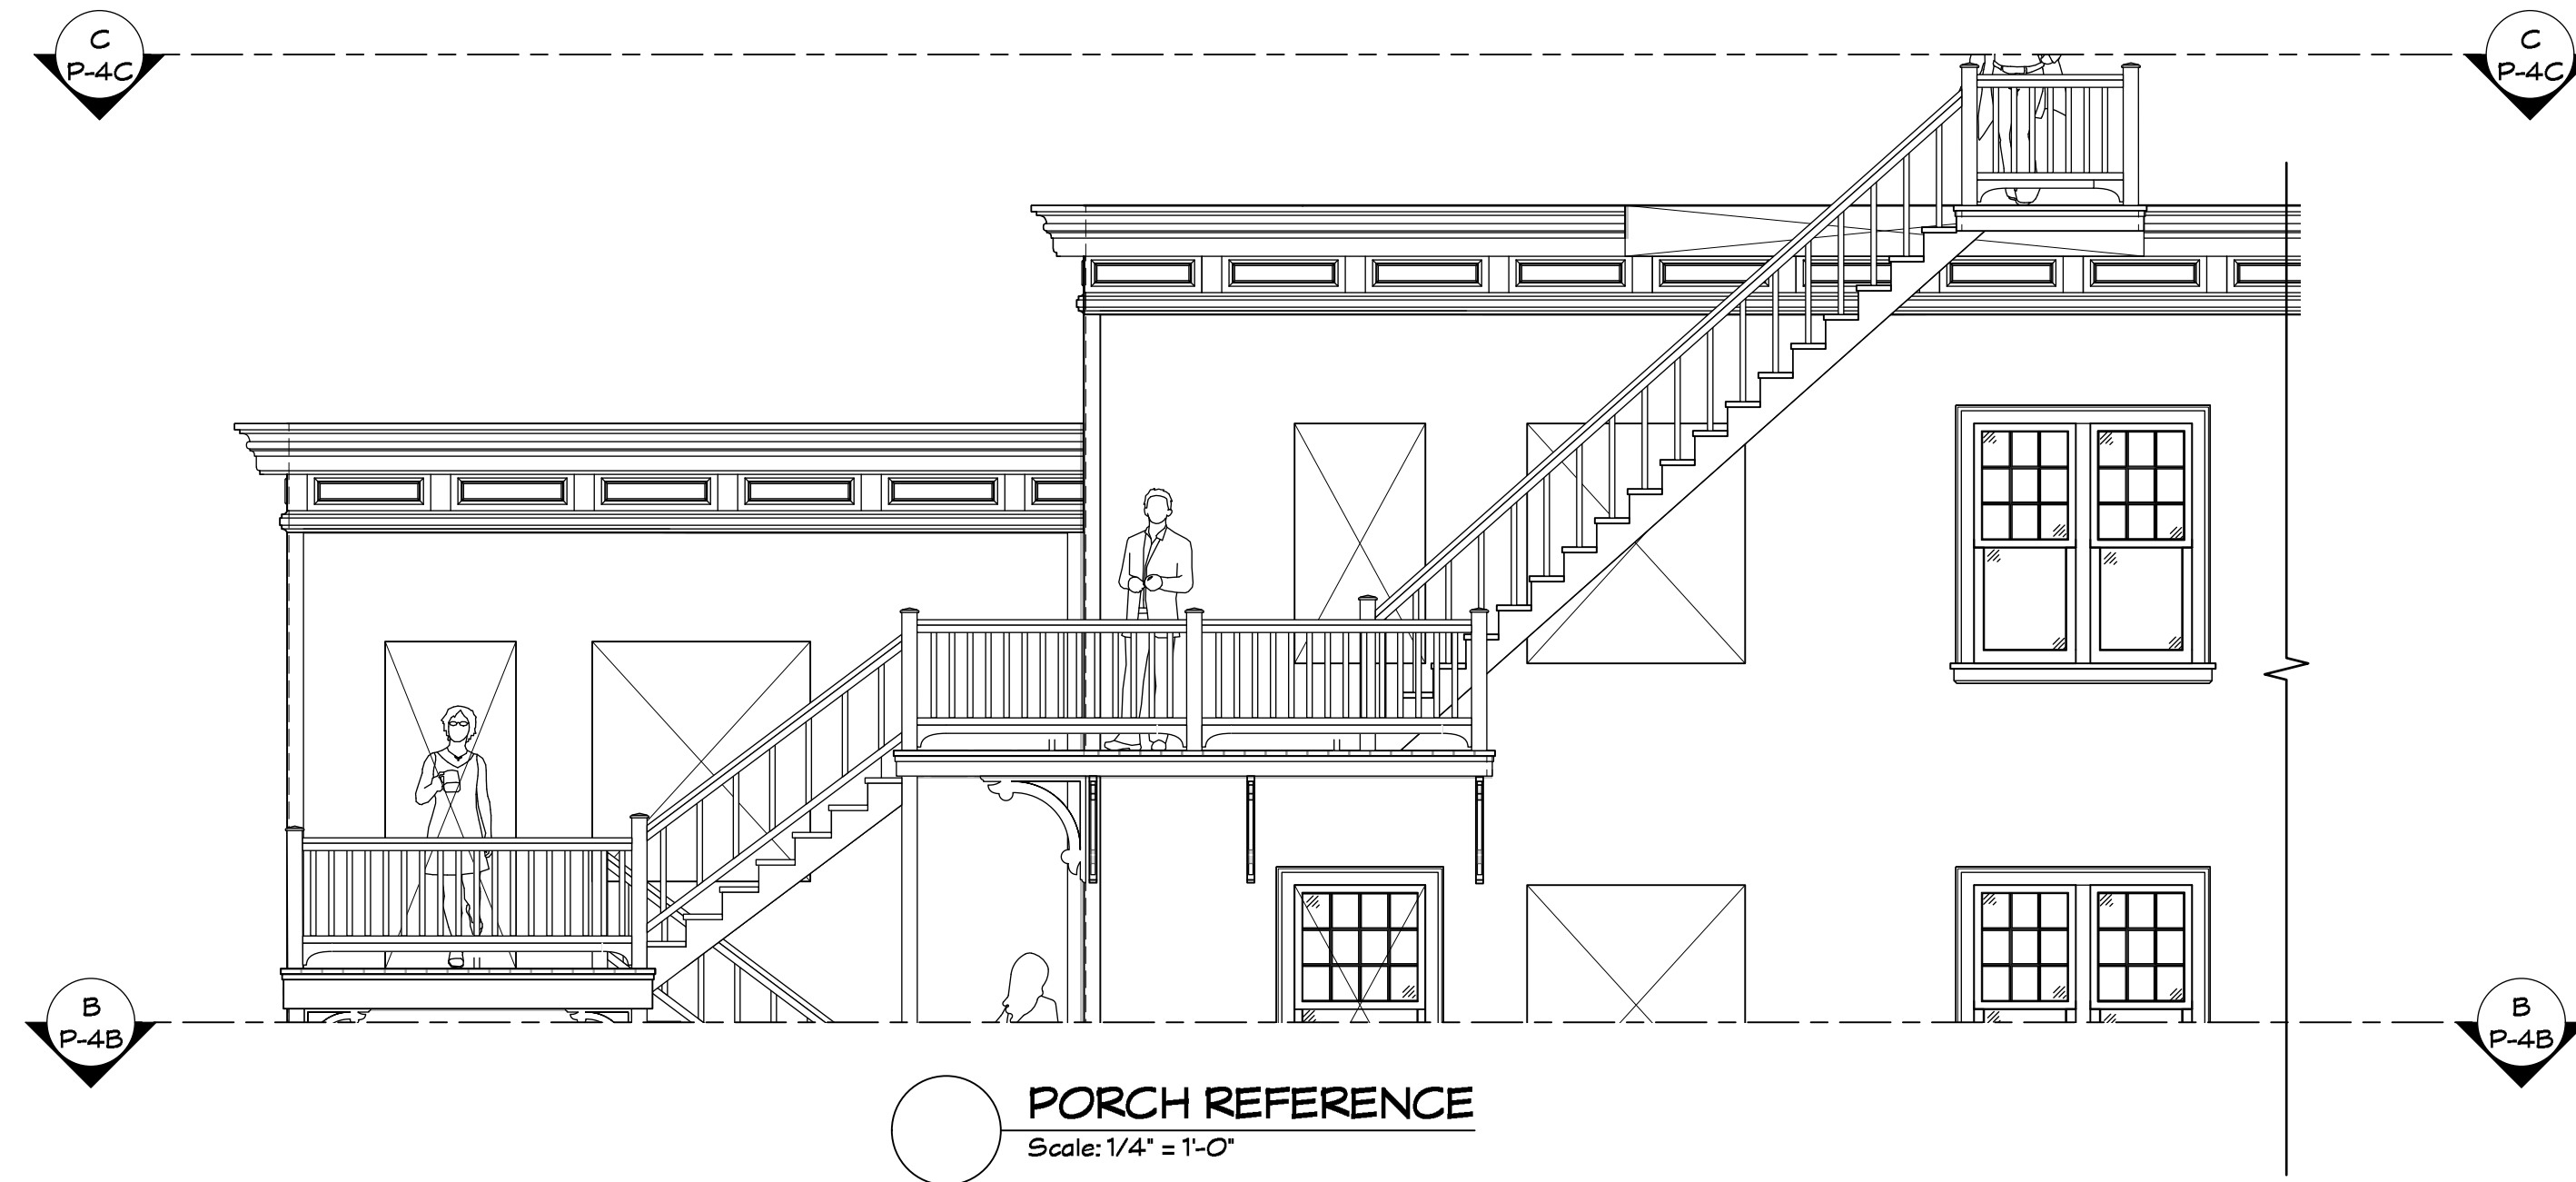 C
P-4C
C
P-4C
B
P-4B
B
P-4B
PORCH REFERENCE
Scale: 1/4" = 1'-0"